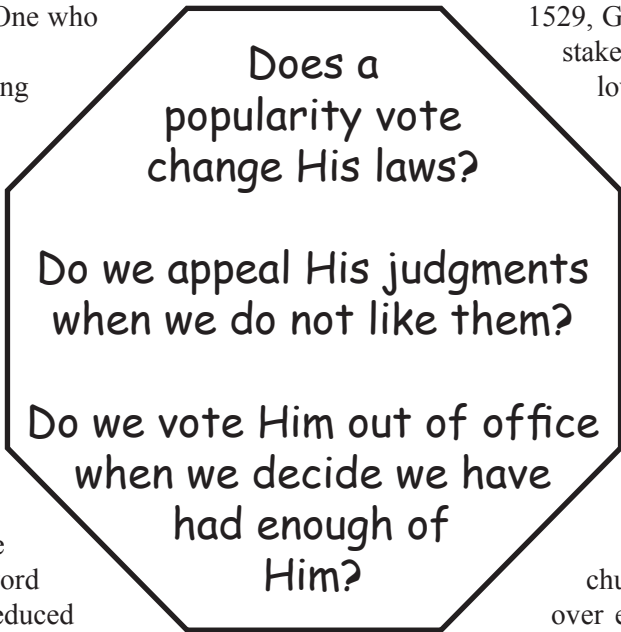 One who
ng
e
ord
educed
Does a
popularity vote
change His laws?
Do we appeal His judgments
when we do not like them?
Do we vote Him out of office
when we decide we have
had enough of
Him?
1529, G
stake
lo
chu
over e